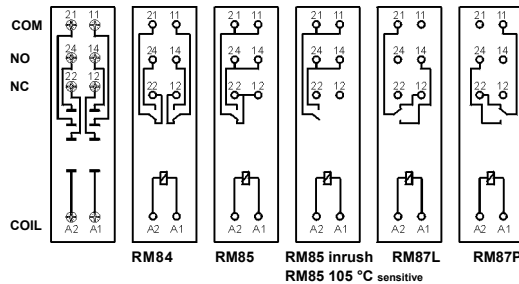 COM 21 11 21 11 21 11 21 11 21 11 21 11
NO 24 14 24 14 24 14 24 14 24 14 24 14
NC 22 12 22 12 22 12 22 12 22 12 22 12
COIL A2 A1 A2 A1 A2 A1 A2 A1 A2 A1 A2 A1
RM84 RM85 RM85 inrush RM87L RM87P
RM85 105 °C sensitive